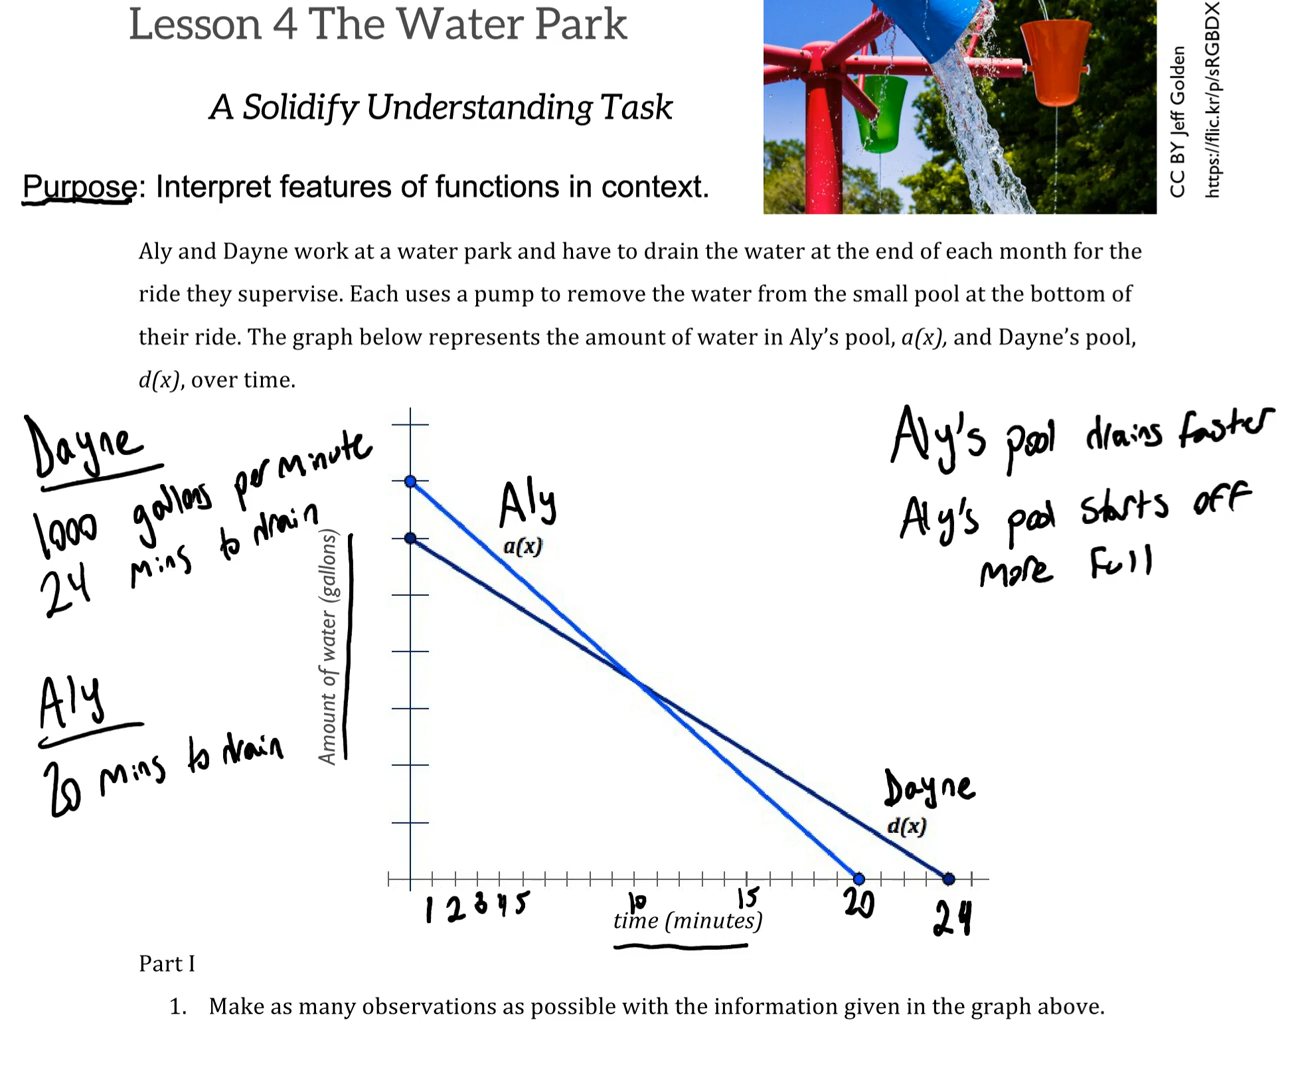 Lesson 4 The Water Park
A Solidify Understanding Task
Purpose: Interpret features of functions in context.
CC BY Jeff Golden
https://flic.kr/p/sRGBDX
Aly and Dayne work at a water park and have to drain the water at the end of each month for the
ride they supervise. Each uses a pump to remove the water from the small pool at the bottom of
their ride. The graph below represents the amount of water in Aly's pool, a(x), and Dayne's pool,
d(x), over time.
Dayne
1000 gallons per minute
24 mins to drain
Aly
20 mins to drain
Amount of water (gallons)
Aly
a(x)
Aly's pool drains faster
Aly's pool starts off
more full
Dayne
d(x)
1 2 3 4 5 10 15 20 24
time (minutes)
Part I
1. Make as many observations as possible with the information given in the graph above.